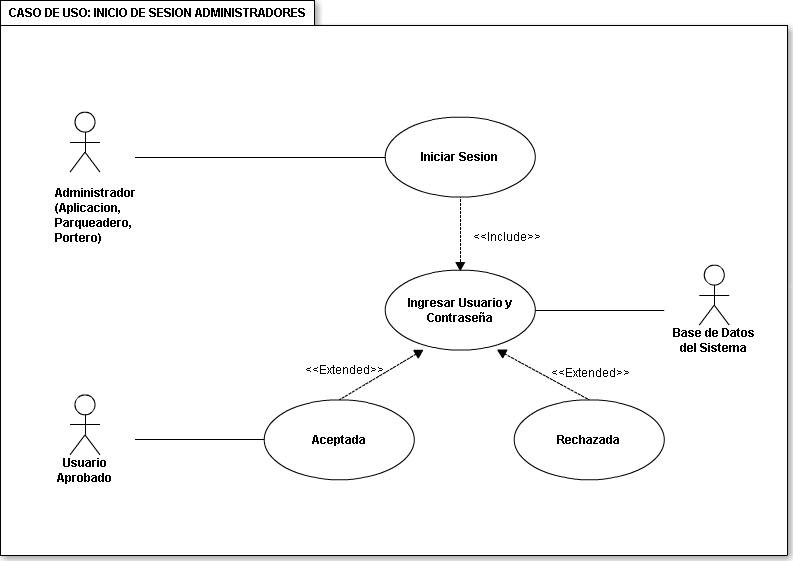 CASO DE USO: INICIO DE SESION ADMINISTRADORES
Iniciar Sesion
Administrador
(Aplicacion,
Parqueadero,
Portero)
<<Include>>
Ingresar Usuario y
Contraseña
Base de Datos
del Sistema
<<Extended>>
<<Extended>>
Aceptada
Rechazada
Usuario
Aprobado